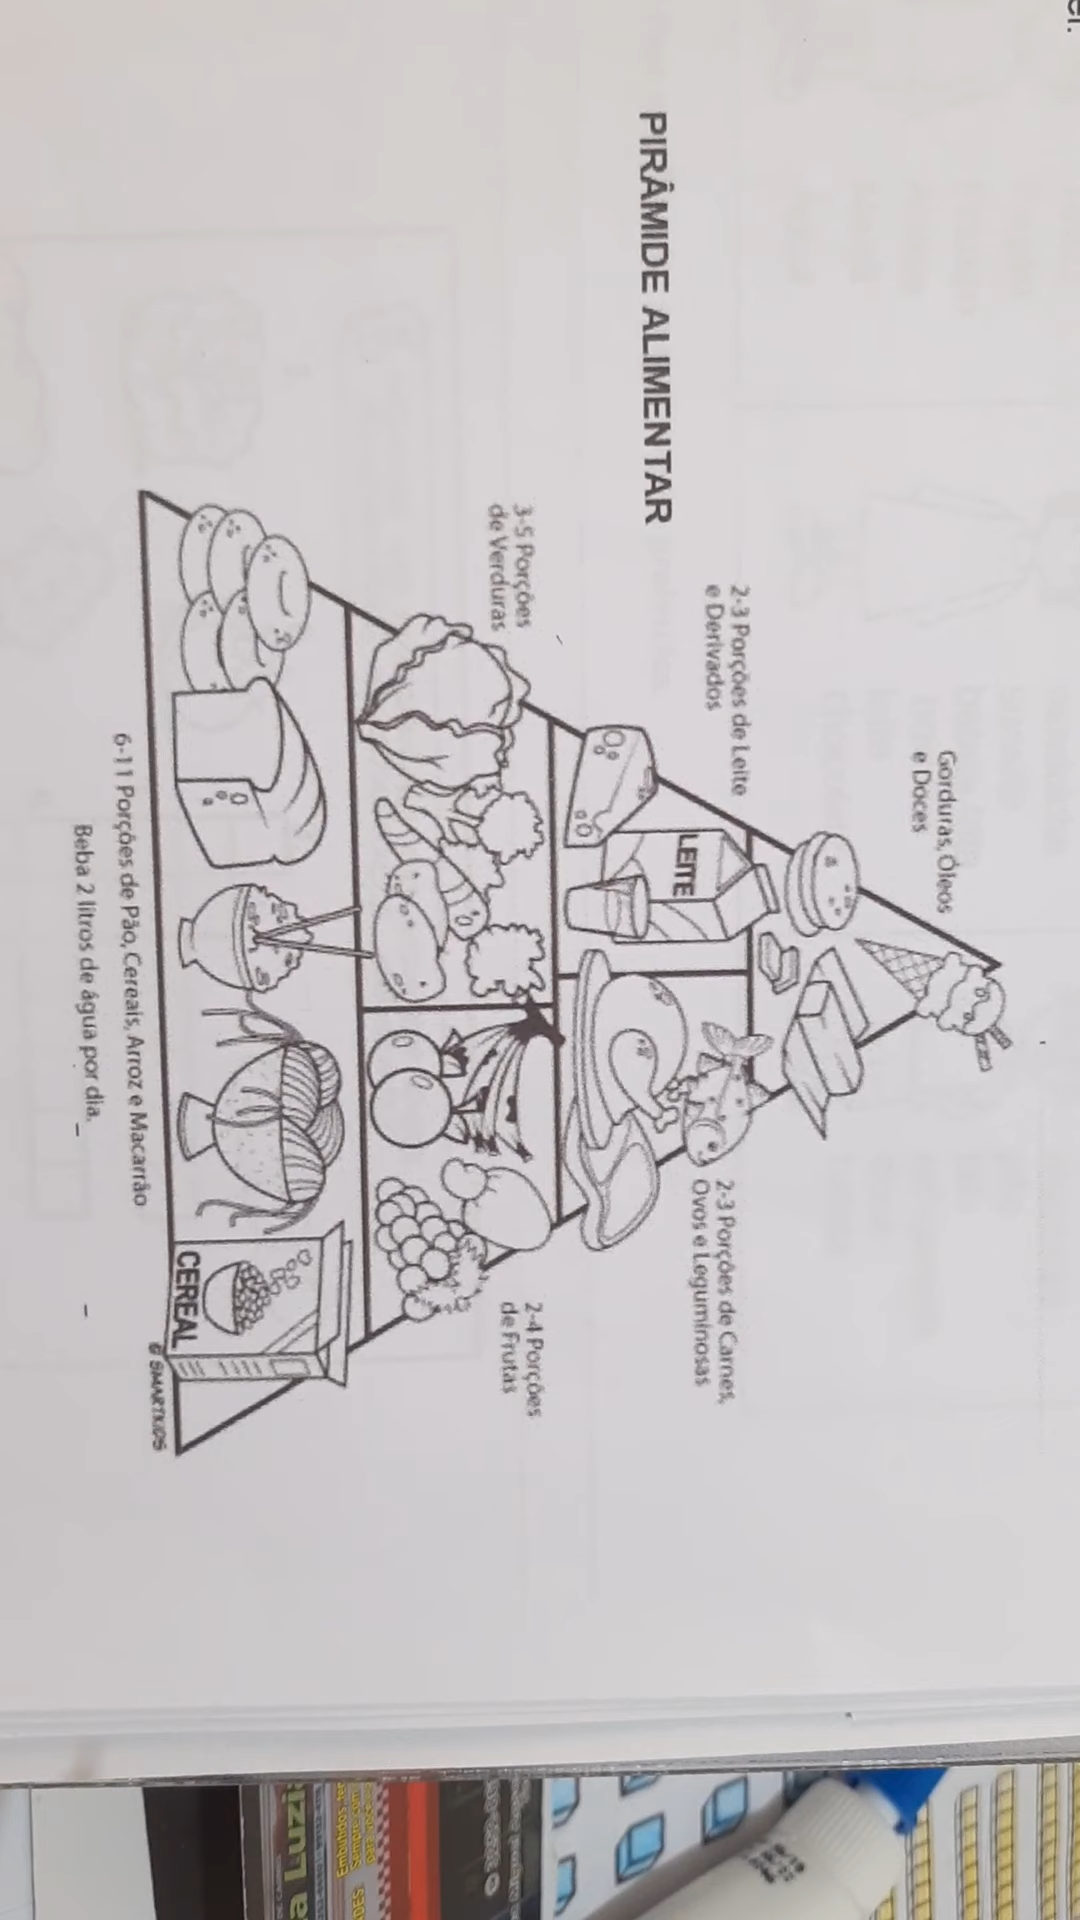 PIRÂMIDE ALIMENTAR
Gorduras, Óleos
e Doces
2-3 Porções de Leite
e Derivados
2-3 Porções de Carnes,
Ovos e Leguminosas
LEITE
3-5 Porções
de Verduras
2-4 Porções
de Frutas
CEREAL
6-11 Porções de Pão, Cereais, Arroz e Macarrão
© SMARTKIDS
Beba 2 litros de água por dia.
Embutidos